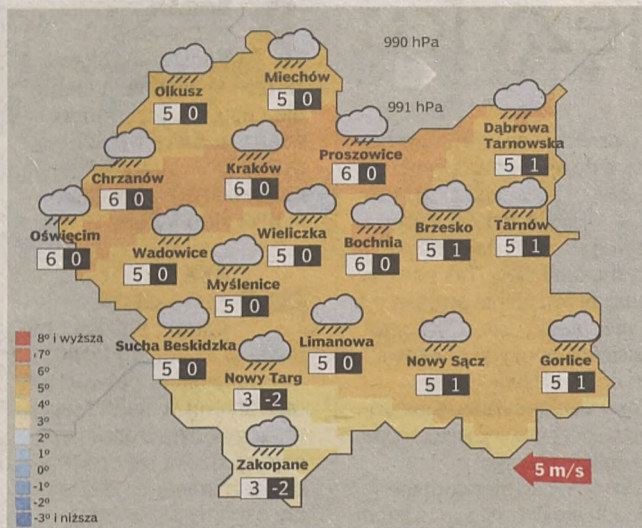 990 hPa
Olkusz
5 0
Miechów
5 0
991 hPa
Dąbrowa
Tarnowska
5 1
Chrzanów
6 0
Kraków
6 0
Proszowice
6 0
Oświęcim
6 0
Wadowice
5 0
Wieliczka
5 0
Bochnia
6 0
Brzesko
5 1
Tarnów
5 1
Myślenice
5 0
Sucha Beskidzka
5 0
Limanowa
5 0
Nowy Targ
3 -2
Nowy Sącz
5 1
Gorlice
5 1
Zakopane
3 -2
5 m/s
8° i wyższa
7°
6°
5°
4°
3°
2°
1°
0°
-1°
-2°
-3° i niższa